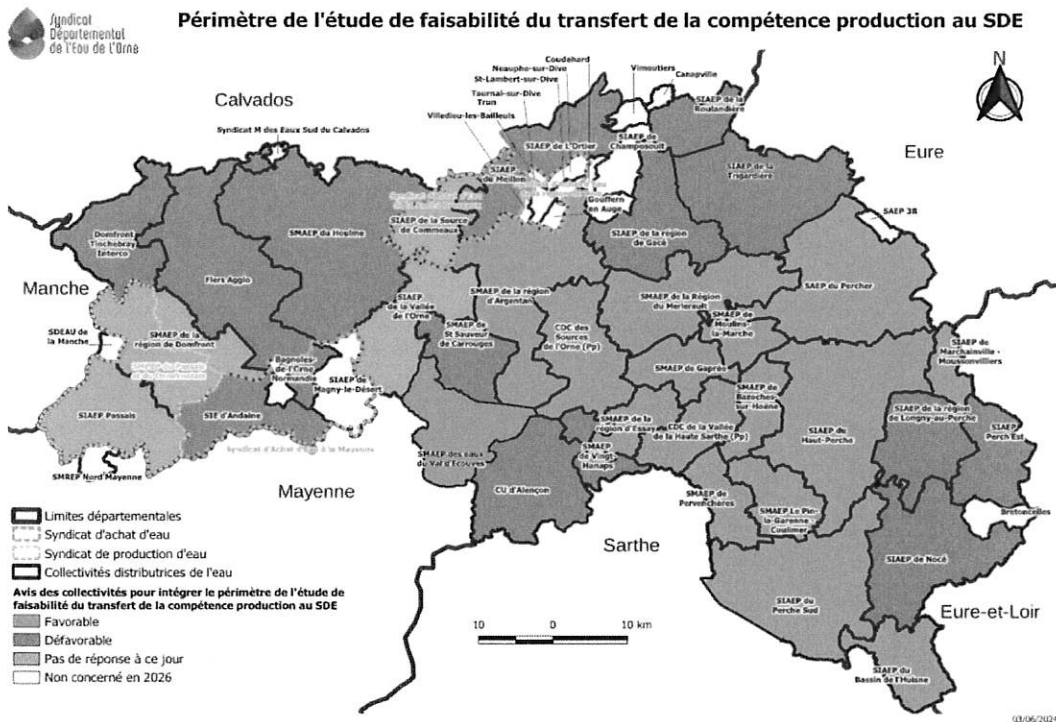 Syndicat
Départemental
de l'Eau de l'Orne
Périmètre de l'étude de faisabilité du transfert de la compétence production au SDE
N
Coudehard
Neauphe-sur-Dive
St-Lambert-sur-Dive
Tournai-sur-Dive
Trun
Villedieu-les-Bailleuls
Vimoutiers
Canapville
Calvados
Syndicat M des Eaux Sud du Calvados
SIAEP de la
Roulandière
SIAEP de L'Ortier
SIAEP de
Champosoult
Eure
SIAEP
du Meillon
SIAEP de la
Trigardière
Gouffern
en Auge
SAEP 3R
SIAEP de la Source
de Commeaux
SMAEP du Houlme
SIAEP de la région
de Gacé
Domfront
Tinchebray
Interco
Flers Agglo
SAEP du Percher
Manche
SIAEP
de la Vallée
de l'Orne
SMAEP de la région
d'Argentan
SMAEP de la Région
du Merlerault
SDEAU de
la Manche
SMAEP de la
région de Domfront
SMAEP de
St Sauveur
de Carrouges
CDC des
Sources
de l'Orne (Pp)
SMAEP de
Moulins-
la-Marche
SIAEP de
Marchainville -
Moussonvilliers
Bagnoles-
de-l'Orne
Normandie
SIAEP de
Magny-le-Désert
SMAEP de Gaprée
SMAEP de
Bazoches-
sur-Hoëne
SIAEP Passais
SIE d'Andaine
SMAEP de la
région d'Essay
CDC de la Vallée
de la Haute Sarthe (Pp)
SIAEP du
Haut-Perche
SIAEP de la région
de Longny-au-Perche
SIAEP
Perch'Est
Syndicat d'Achat d'Eau à la Mayenne
SMAEP des eaux
du Val d'Ecouves
SMAEP
de Vingt-
Hanaps
SMREP Nord Mayenne
Mayenne
CU d'Alençon
SMAEP de
Pervenchères
SMAEP Le Pin-
la-Garenne
Coulimer
Bretoncelles
Sarthe
SIAEP de Nocé
SIAEP du
Perche Sud
Eure-et-Loir
SIAEP du
Bassin de l'Huisne
Limites départementales
Syndicat d'achat d'eau
Syndicat de production d'eau
Collectivités distributrices de l'eau
Avis des collectivités pour intégrer le périmètre de l'étude de
faisabilité du transfert de la compétence production au SDE
Favorable
Défavorable
Pas de réponse à ce jour
Non concerné en 2026
10 0 10 km
03/06/2024